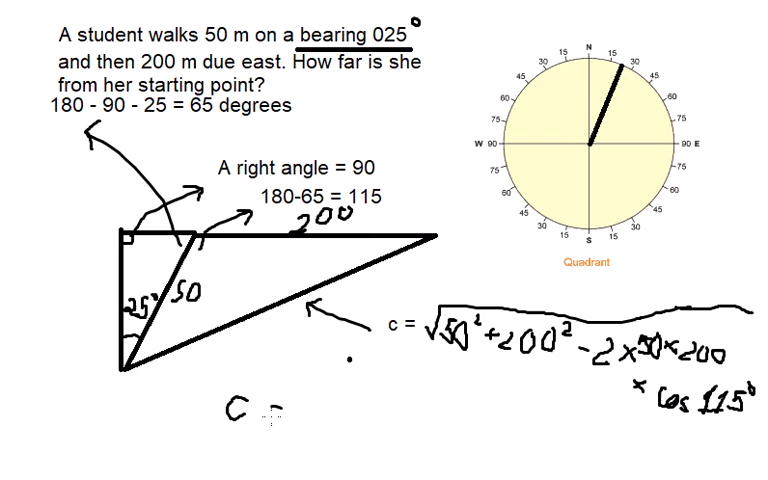 A student walks 50 m on a bearing 025°
and then 200 m due east. How far is she
from her starting point?
180 - 90 - 25 = 65 degrees
A right angle = 90
180-65 = 115
200
25°
50
c = √50² + 200² - 2 × 50 × 200
× cos 115°
C =
N
15 15
30 30
45 45
60 60
75 75
W 90 90 E
75 75
60 60
45 45
30 30
15 15
S
Quadrant